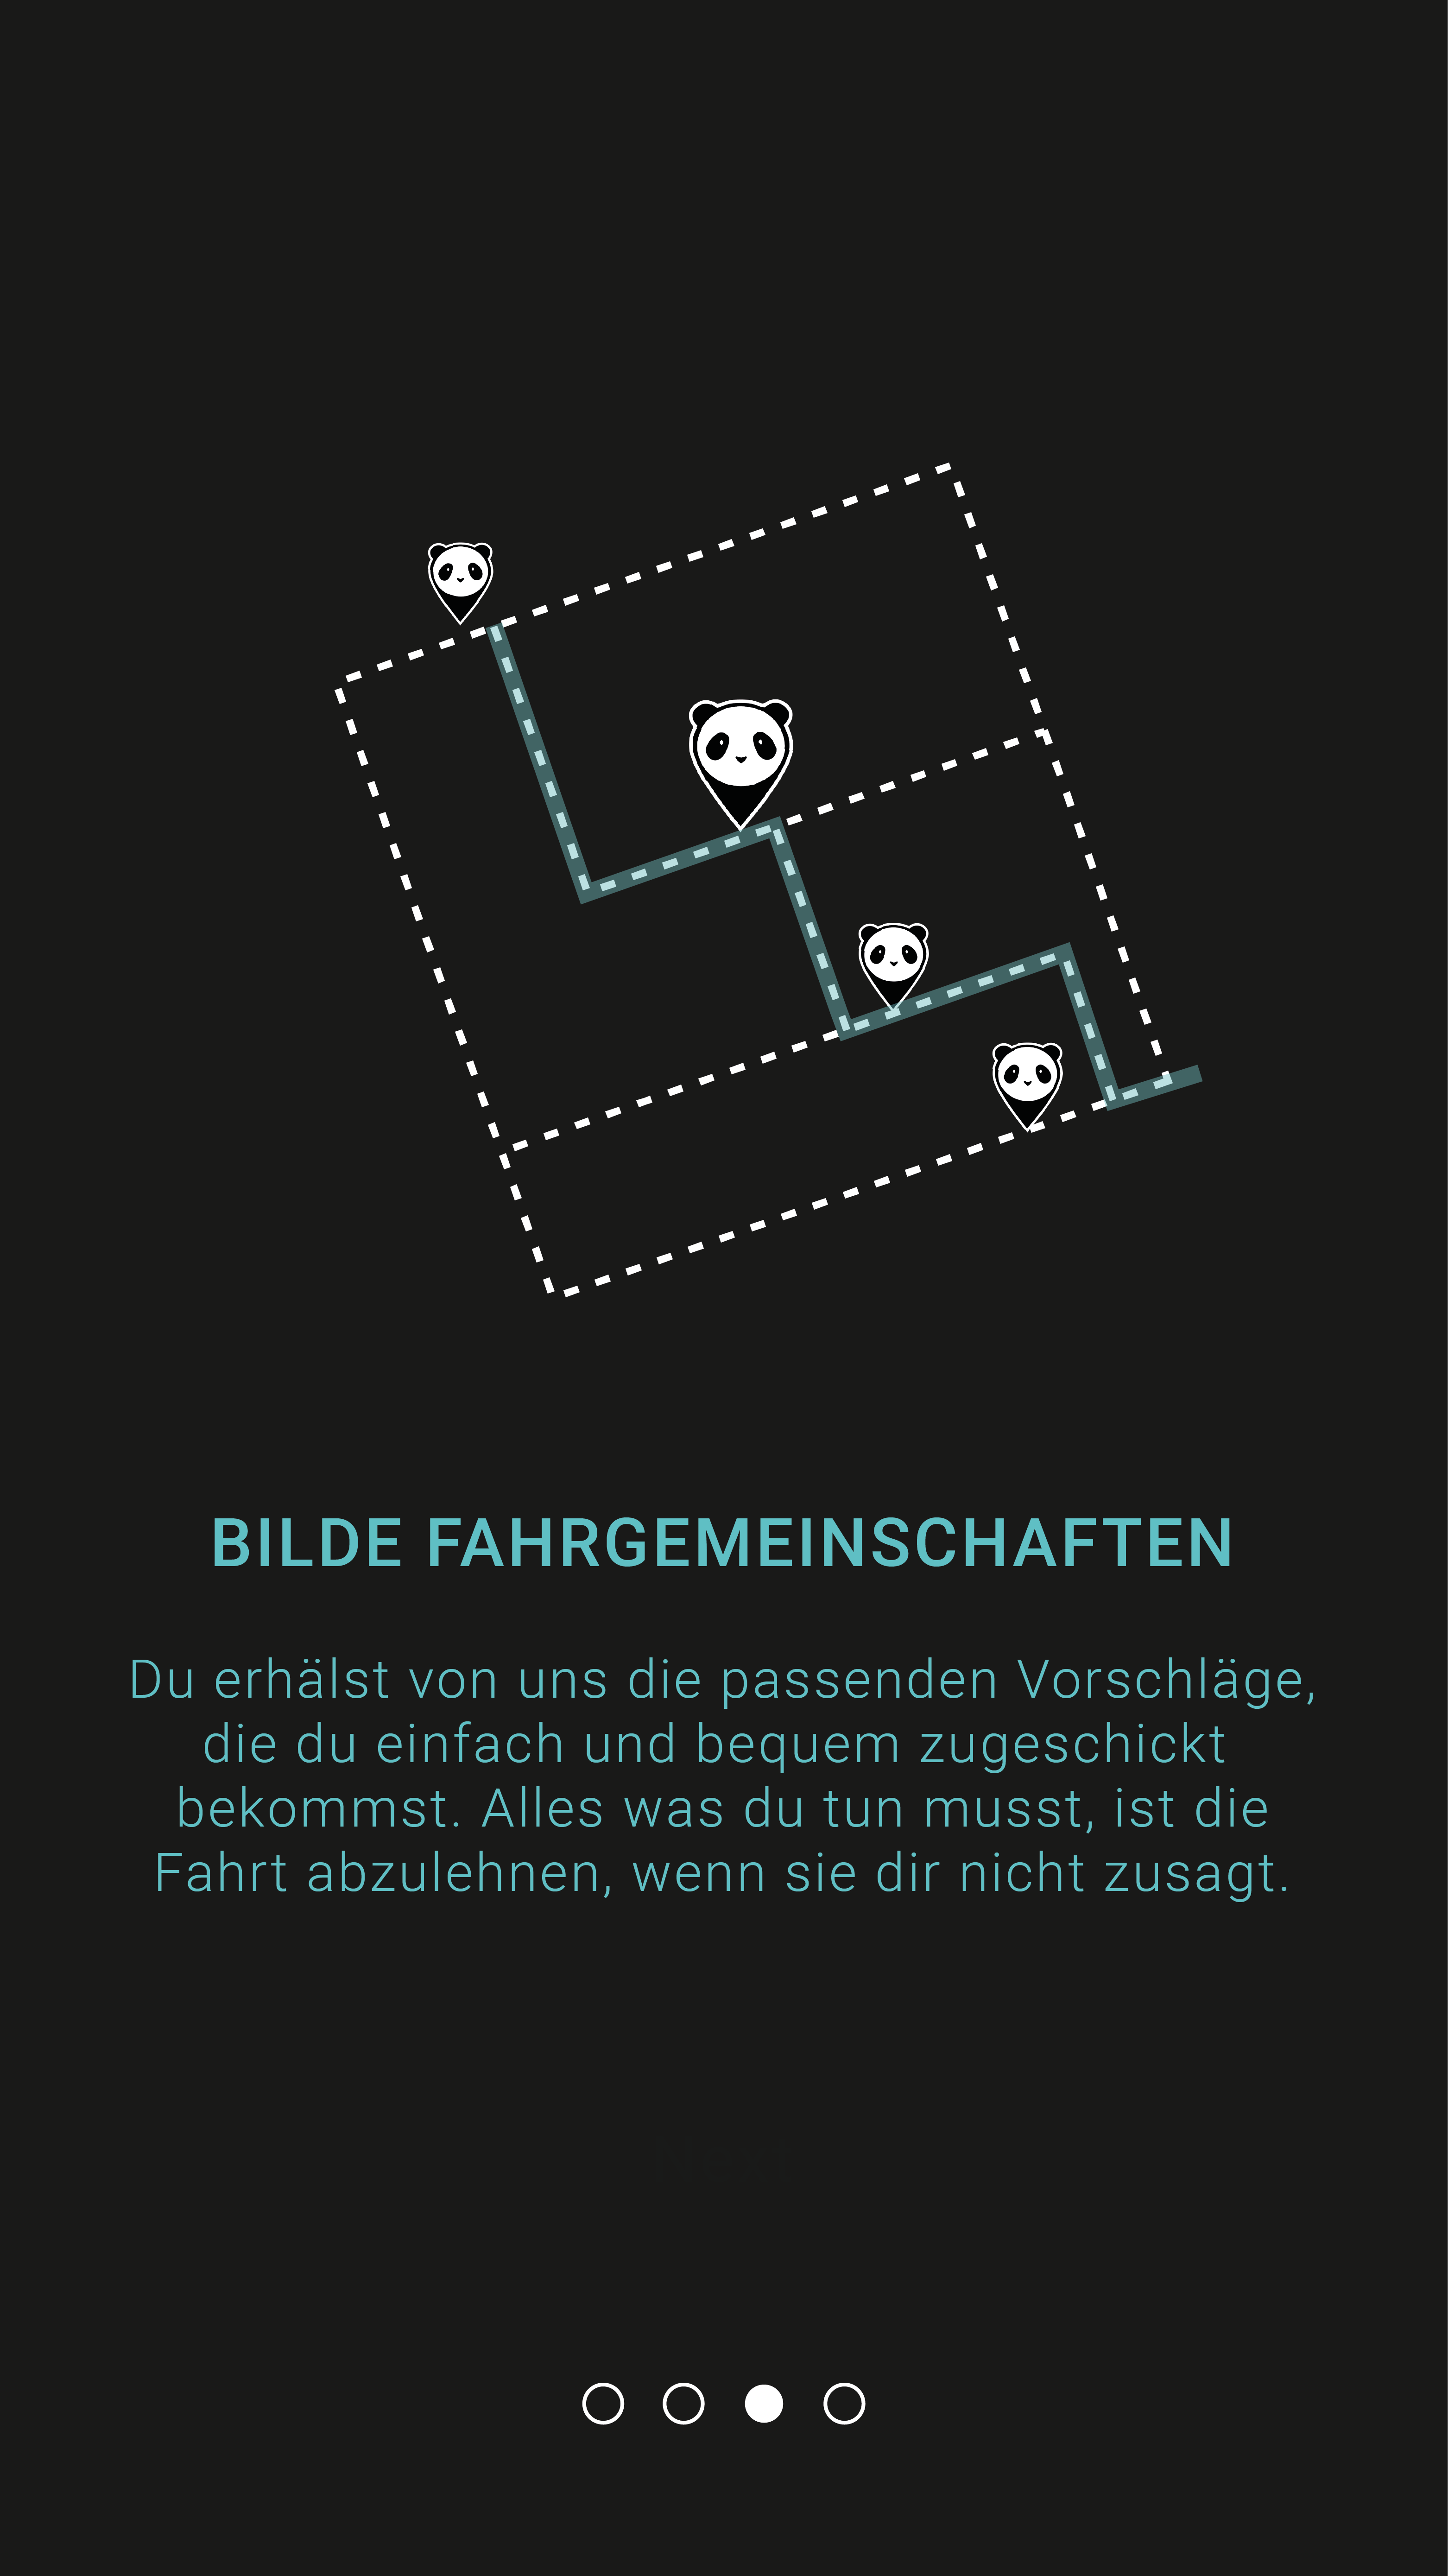 BILDE FAHRGEMEINSCHAFTEN
Du erhälst von uns die passenden Vorschläge,
die du einfach und bequem zugeschickt
bekommst. Alles was du tun musst, ist die
Fahrt abzulehnen, wenn sie dir nicht zusagt.
Next